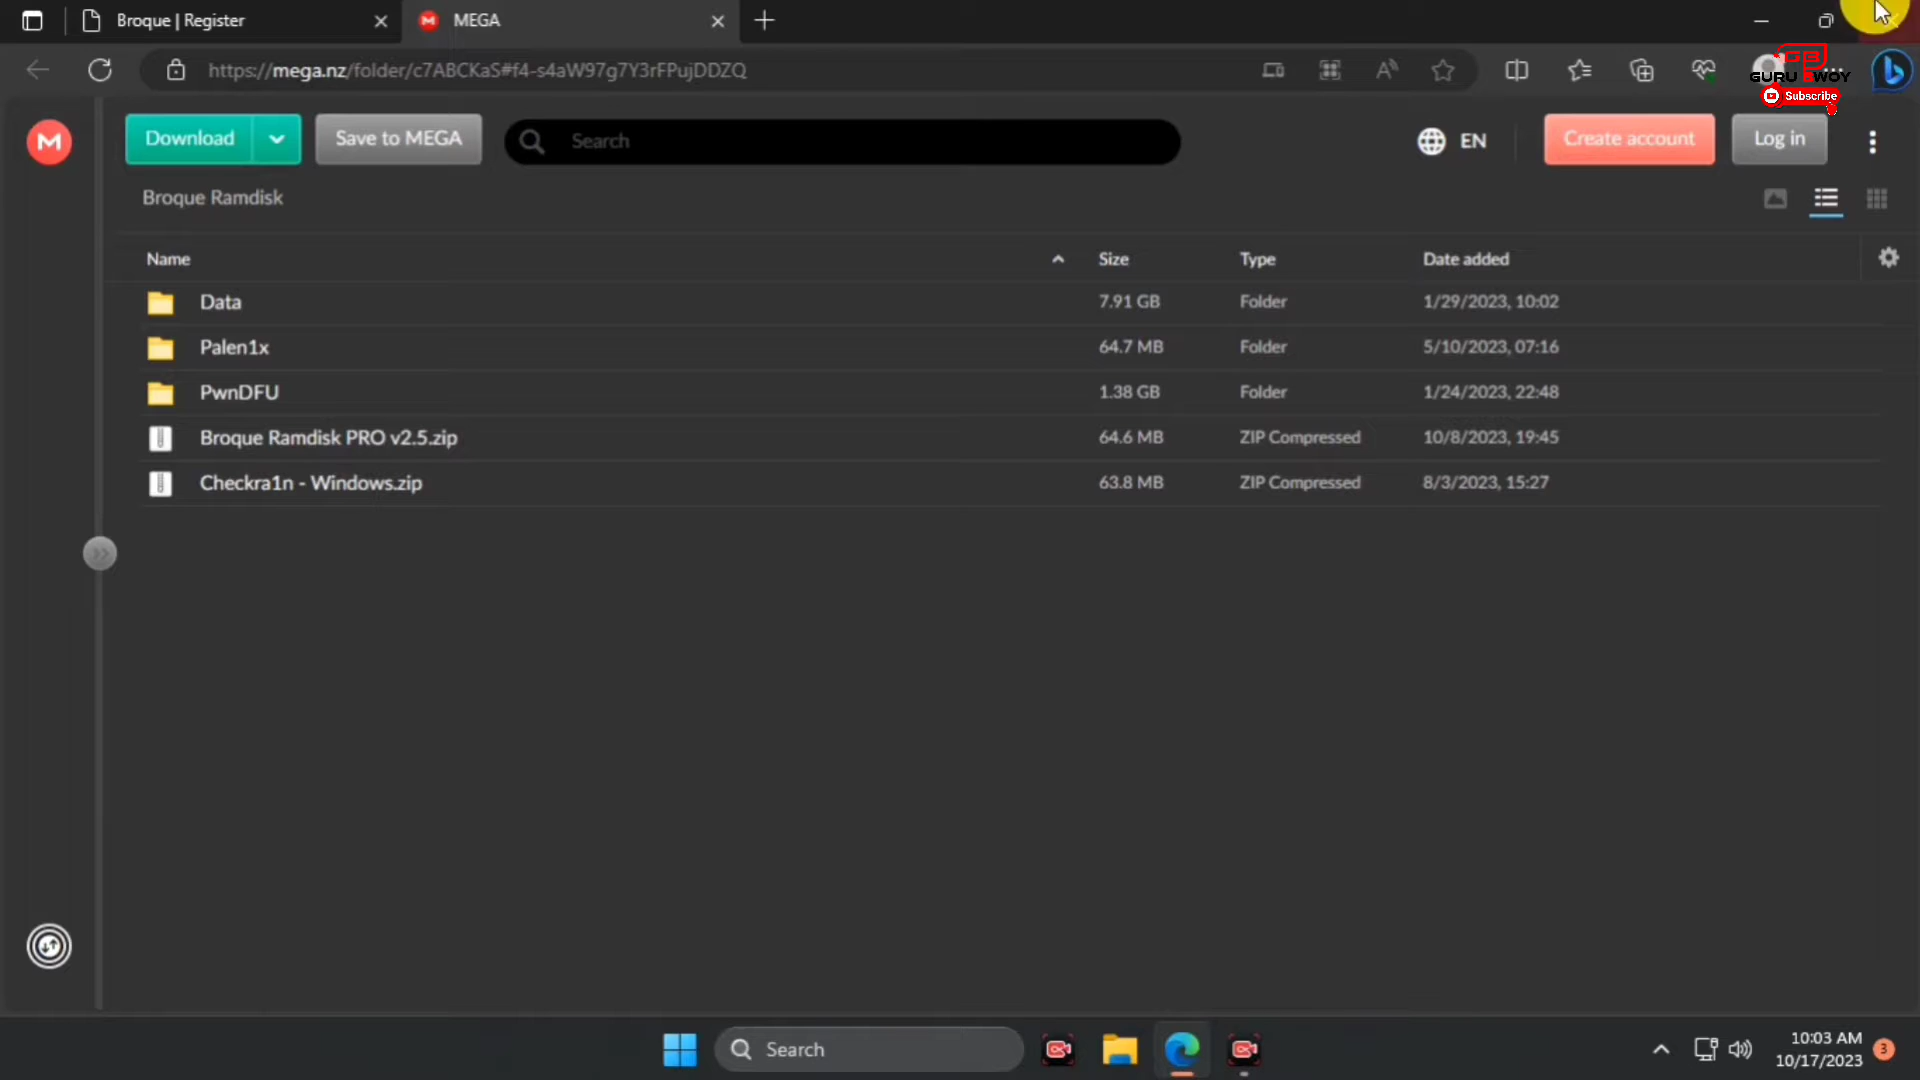 Broque | Register
MEGA
https://mega.nz/folder/c7ABCKaS#f4-s4aW97g7Y3rFPujDDZQ
GURU BWOY
Subscribe
Download
Save to MEGA
Search
EN
Create account
Log in
Broque Ramdisk
Name Size Type Date added
Data 7.91 GB Folder 1/29/2023, 10:02
Palen1x 64.7 MB Folder 5/10/2023, 07:16
PwnDFU 1.38 GB Folder 1/24/2023, 22:48
Broque Ramdisk PRO v2.5.zip 64.6 MB ZIP Compressed 10/8/2023, 19:45
Checkra1n - Windows.zip 63.8 MB ZIP Compressed 8/3/2023, 15:27
Search
10:03 AM
10/17/2023
3